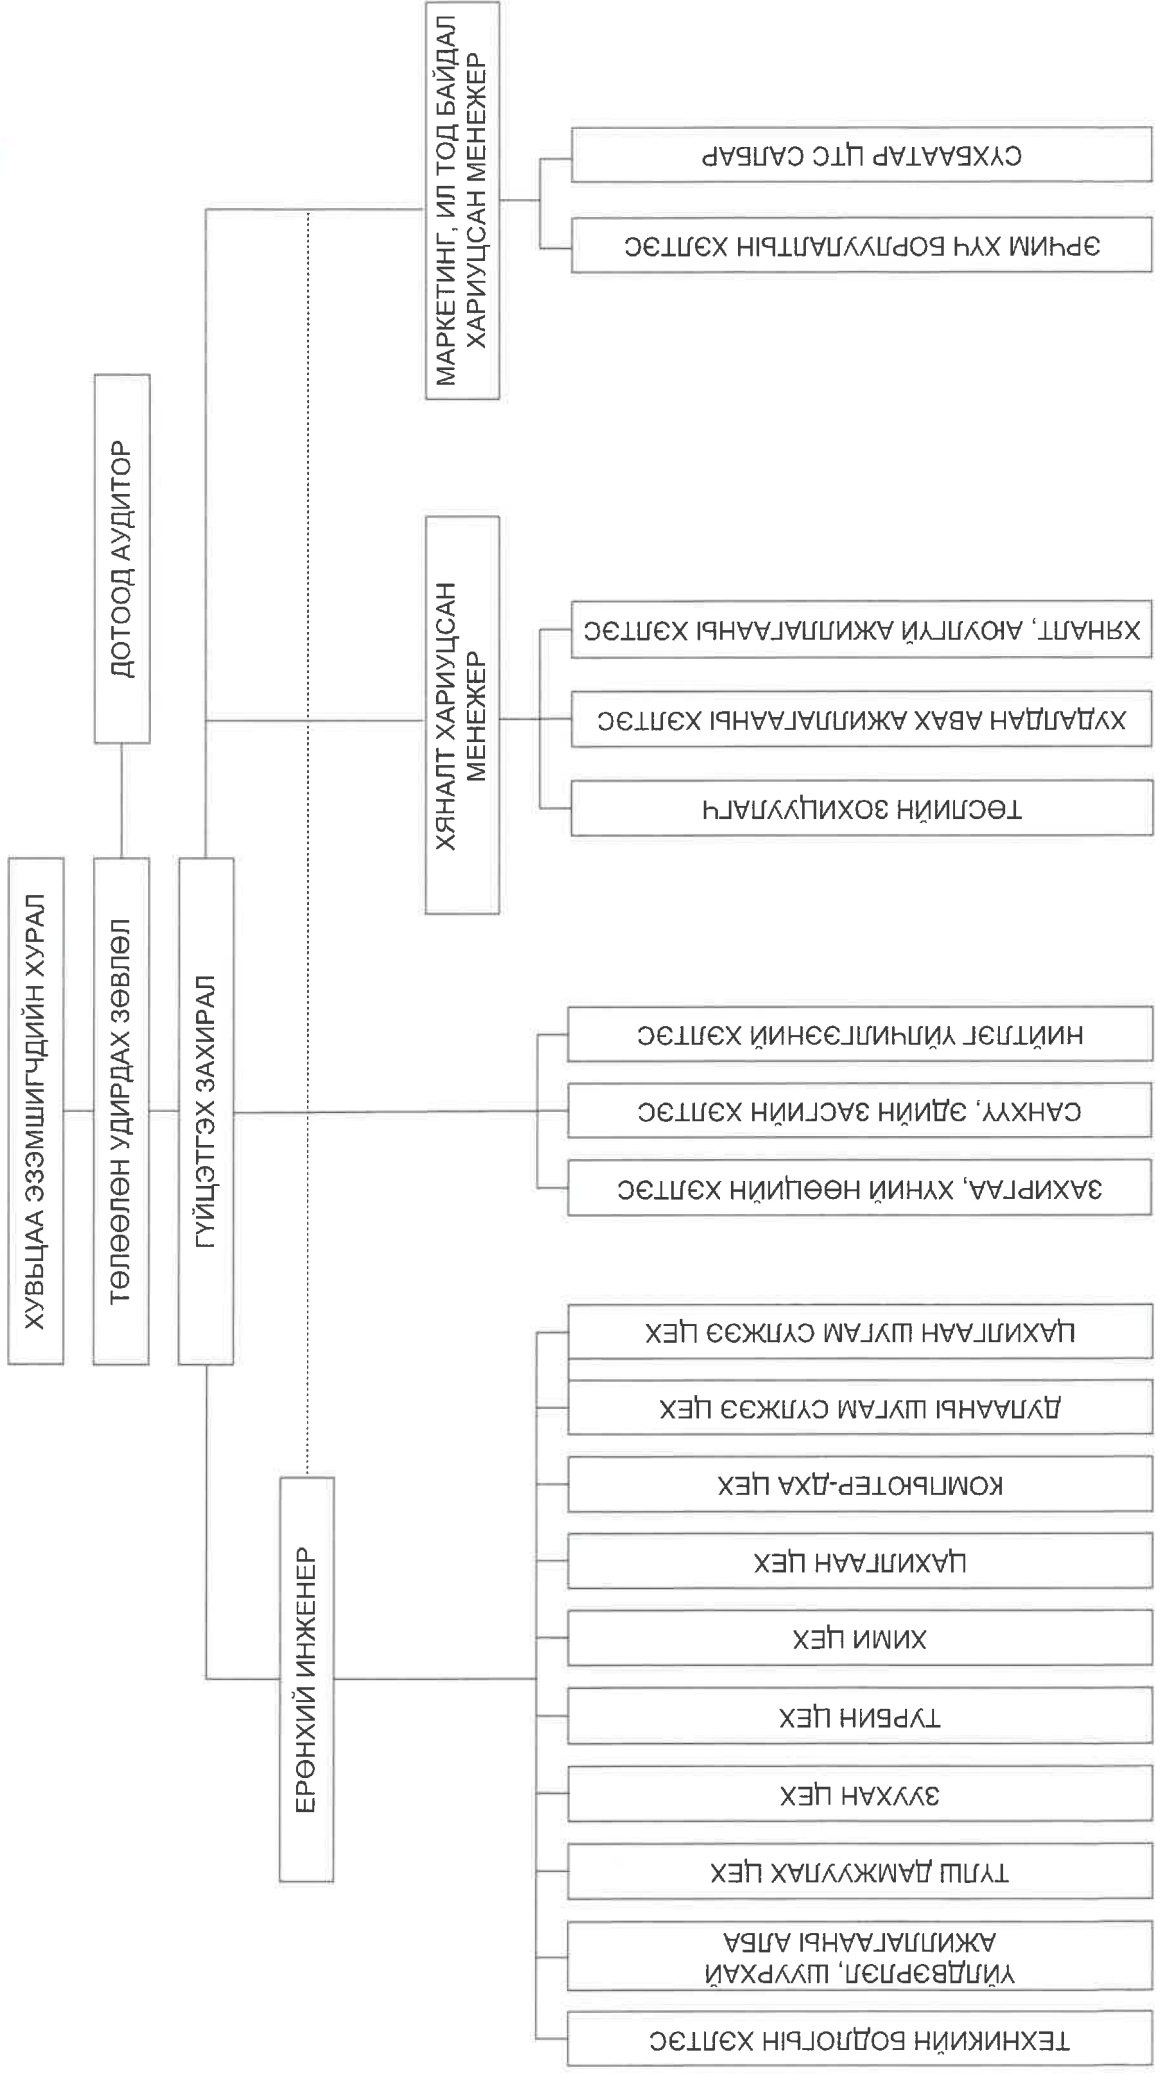 ХУВЬЦАА ЭЗЭМШИГЧДИЙН ХУРАЛ
ТӨЛӨӨЛӨН УДИРДАХ ЗӨВЛӨЛ
ДОТООД АУДИТОР
ГҮЙЦЭТГЭХ ЗАХИРАЛ
ЕРӨНХИЙ ИНЖЕНЕР
ХЯНАЛТ ХАРИУЦСАН
МЕНЕЖЕР
МАРКЕТИНГ, ИЛ ТОД БАЙДАЛ
ХАРИУЦСАН МЕНЕЖЕР
ТЕХНИКИЙН БОДЛОГЫН ХЭЛТЭС
ҮЙЛДВЭРЛЭЛ, ШУУРХАЙ
АЖИЛЛАГААНЫ АЛБА
ТҮЛШ ДАМЖУУЛАХ ЦЕХ
ЗУУХАН ЦЕХ
ТУРБИН ЦЕХ
ХИМИ ЦЕХ
ЦАХИЛГААН ЦЕХ
КОМПЬЮТЕР-ДХА ЦЕХ
ДУЛААНЫ ШУГАМ СҮЛЖЭЭ ЦЕХ
ЦАХИЛГААН ШУГАМ СҮЛЖЭЭ ЦЕХ
ЗАХИРГАА, ХҮНИЙ НӨӨЦИЙН ХЭЛТЭС
САНХҮҮ, ЭДИЙН ЗАСГИЙН ХЭЛТЭС
НИЙТЛЭГ ҮЙЛЧИЛГЭЭНИЙ ХЭЛТЭС
ТӨСЛИЙН ЗОХИЦУУЛАГЧ
ХУДАЛДАН АВАХ АЖИЛЛАГААНЫ ХЭЛТЭС
ХЯНАЛТ, АЮУЛГҮЙ АЖИЛЛАГААНЫ ХЭЛТЭС
ЭРЧИМ ХҮЧ БОРЛУУЛАЛТЫН ХЭЛТЭС
СҮХБААТАР ЦТС САЛБАР